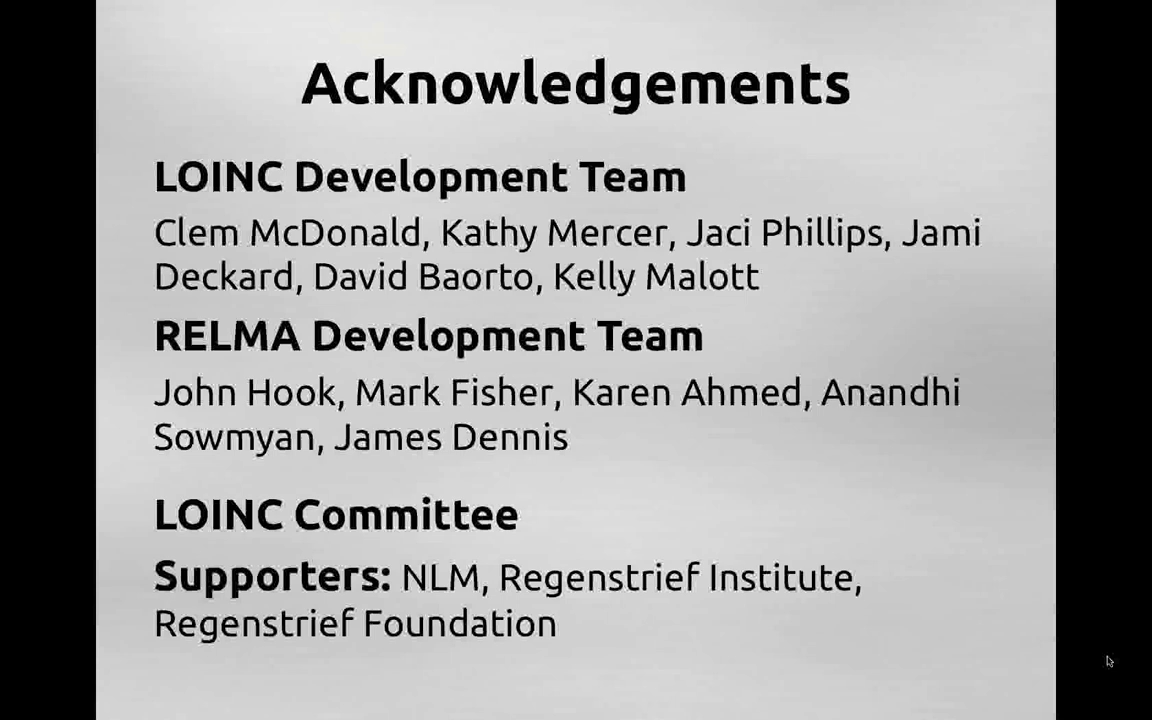 Acknowledgements
LOINC Development Team
Clem McDonald, Kathy Mercer, Jaci Phillips, Jami
Deckard, David Baorto, Kelly Malott
RELMA Development Team
John Hook, Mark Fisher, Karen Ahmed, Anandhi
Sowmyan, James Dennis
LOINC Committee
Supporters: NLM, Regenstrief Institute,
Regenstrief Foundation